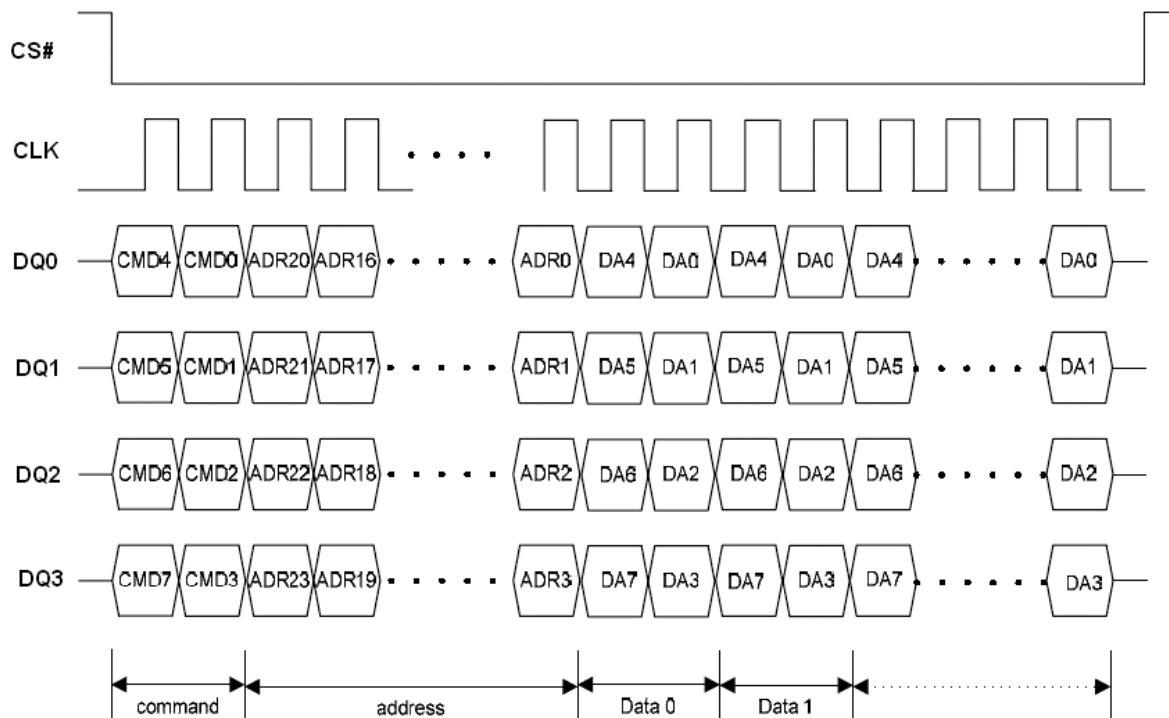 CS#
CLK
DQ0 CMD4 CMD0 ADR20 ADR16 ADR0 DA4 DA0 DA4 DA0 DA4 DA0
DQ1 CMD5 CMD1 ADR21 ADR17 ADR1 DA5 DA1 DA5 DA1 DA5 DA1
DQ2 CMD6 CMD2 ADR22 ADR18 ADR2 DA6 DA2 DA6 DA2 DA6 DA2
DQ3 CMD7 CMD3 ADR23 ADR19 ADR3 DA7 DA3 DA7 DA3 DA7 DA3
command address Data 0 Data 1